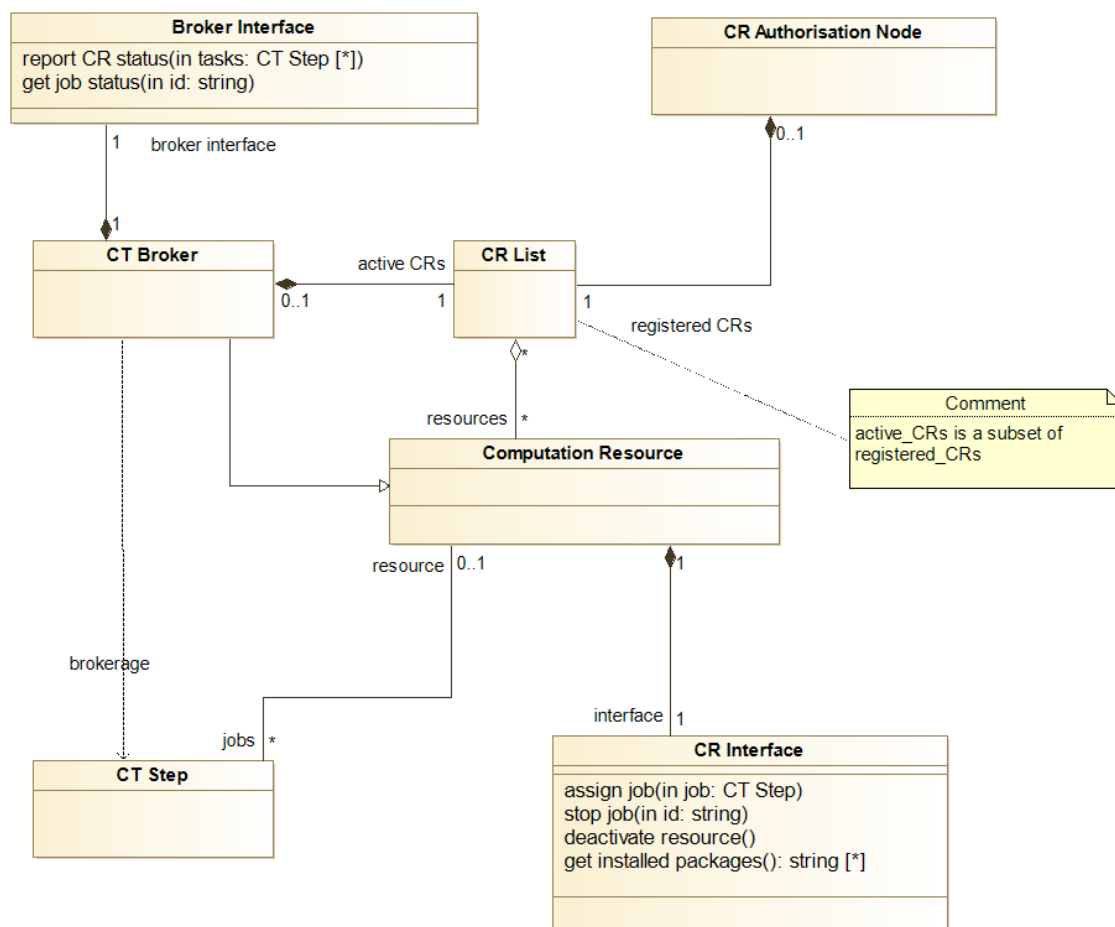 Broker Interface
report CR status(in tasks: CT Step [*])
get job status(in id: string)
CR Authorisation Node
1
broker interface
0..1
1
CT Broker
active CRs
0..1
1
CR List
1
registered CRs
*
resources
*
Comment
active_CRs is a subset of
registered_CRs
Computation Resource
resource
0..1
1
brokerage
interface
1
jobs
*
CT Step
CR Interface
assign job(in job: CT Step)
stop job(in id: string)
deactivate resource()
get installed packages(): string [*]